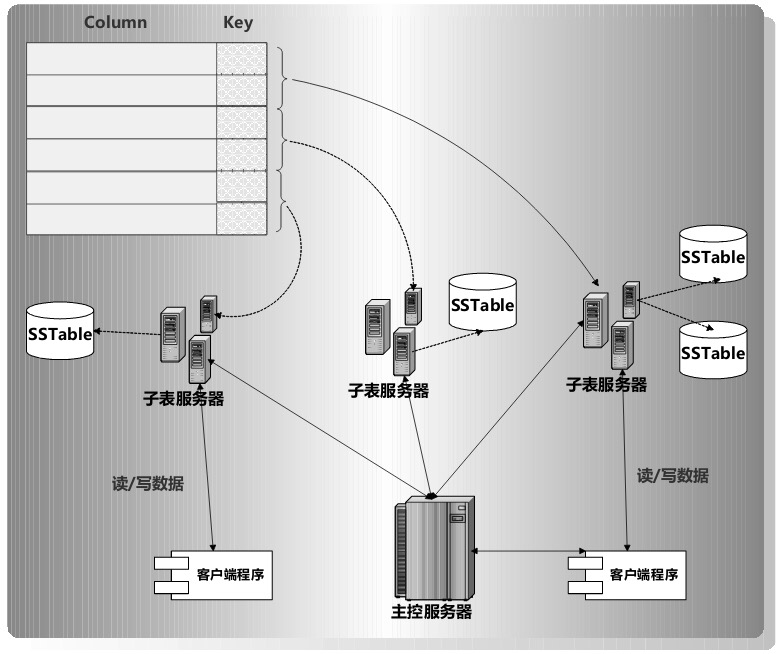 Column Key
SSTable
SSTable
SSTable
SSTable
子表服务器
子表服务器
子表服务器
读/写数据
读/写数据
客户端程序
客户端程序
主控服务器